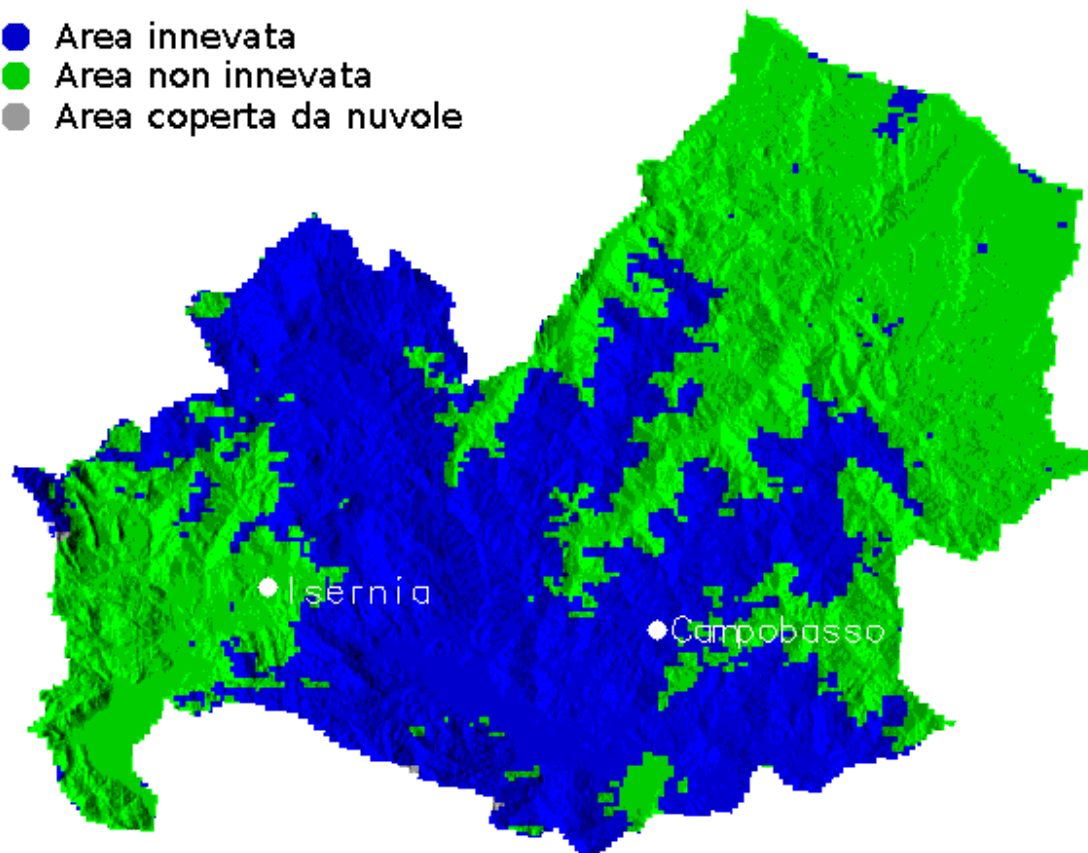 Area innevata
Area non innevata
Area coperta da nuvole
Isernia
Campobasso